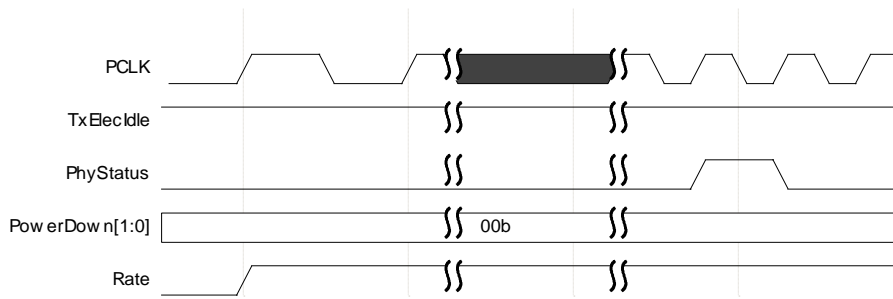 PCLK
TxElecIdle
PhyStatus
PowerDown[1:0] 00b
Rate